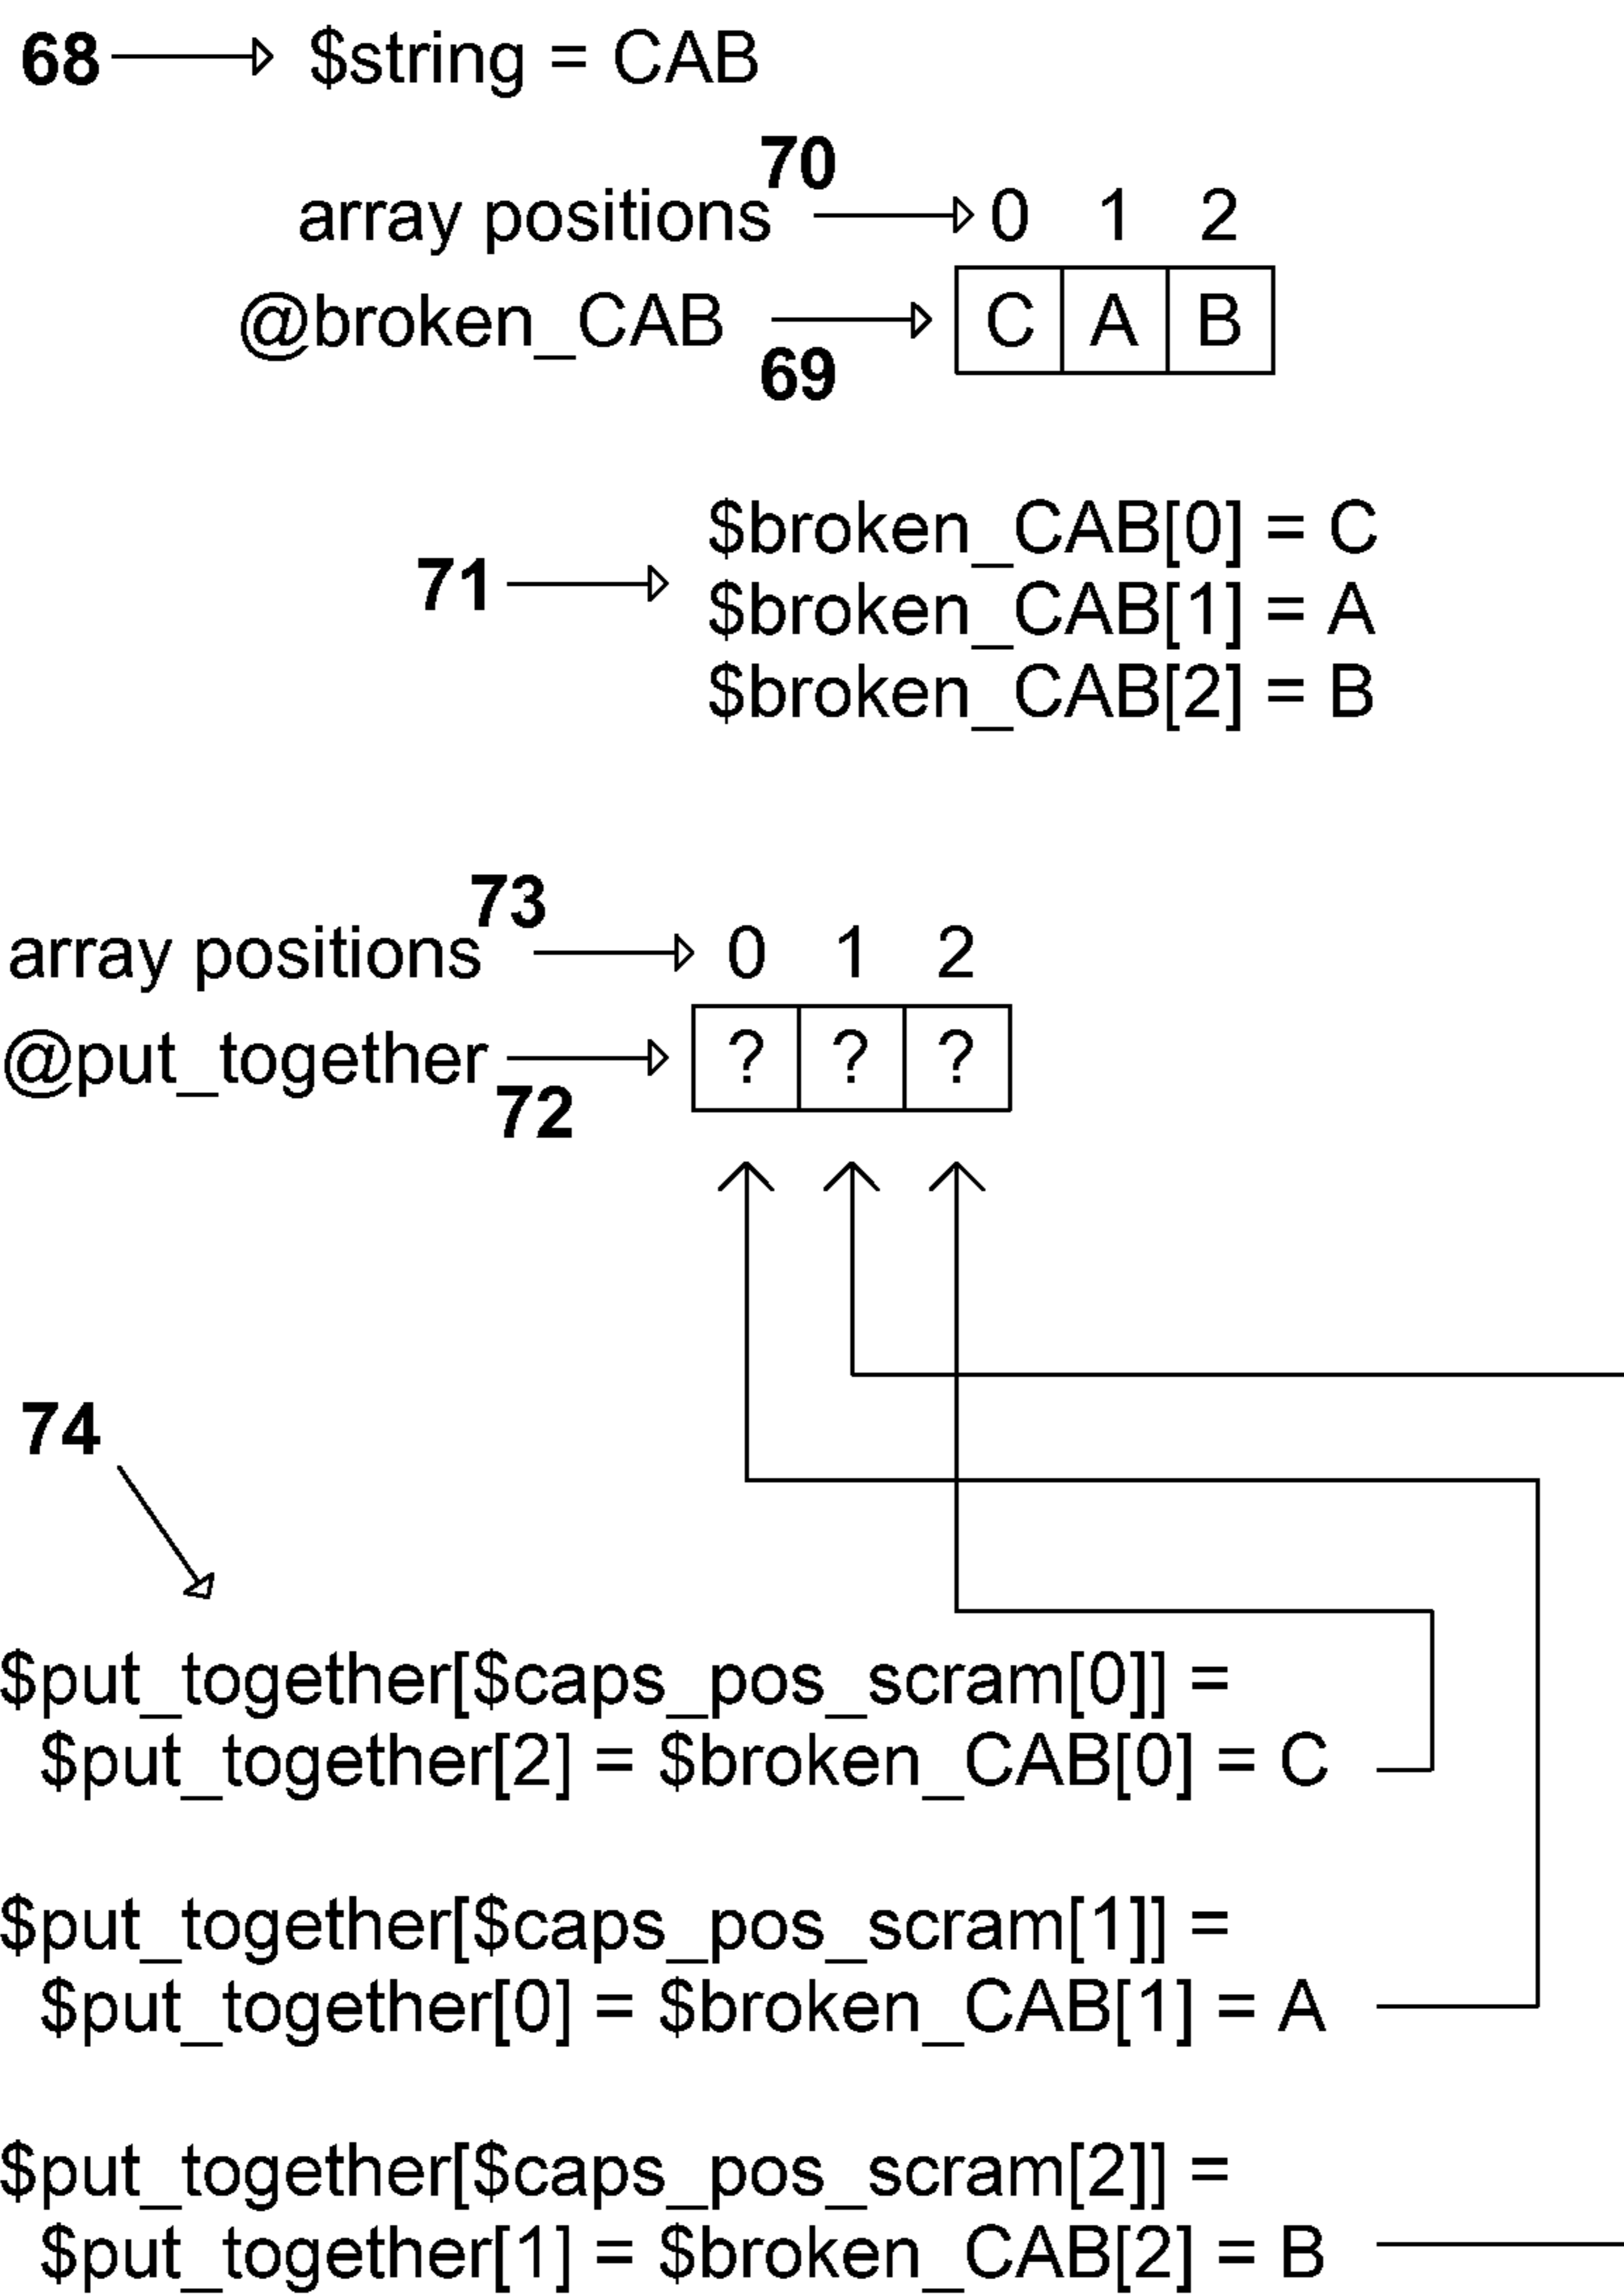 68 $string = CAB
70
array positions 0 1 2
@broken_CAB C A B
69
$broken_CAB[0] = C
71 $broken_CAB[1] = A
$broken_CAB[2] = B
73
array positions 0 1 2
@put_together ? ? ?
72
74
$put_together[$caps_pos_scram[0]] =
$put_together[2] = $broken_CAB[0] = C
$put_together[$caps_pos_scram[1]] =
$put_together[0] = $broken_CAB[1] = A
$put_together[$caps_pos_scram[2]] =
$put_together[1] = $broken_CAB[2] = B